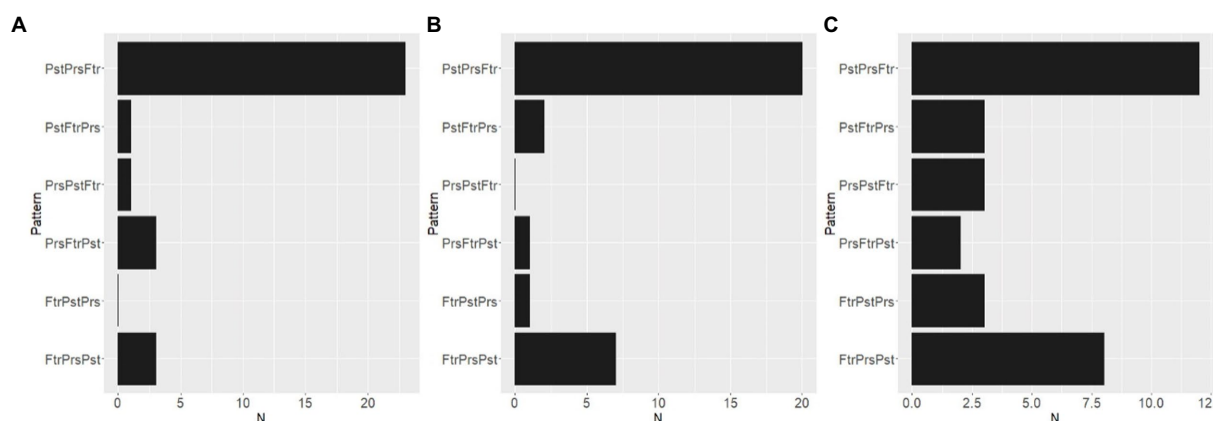 A
B
C
PstPrsFtr
PstFtrPrs
PrsPstFtr
PrsFtrPst
FtrPstPrs
FtrPrsPst
Pattern
0 5 10 15 20
N
PstPrsFtr
PstFtrPrs
PrsPstFtr
PrsFtrPst
FtrPstPrs
FtrPrsPst
Pattern
0 5 10 15 20
N
PstPrsFtr
PstFtrPrs
PrsPstFtr
PrsFtrPst
FtrPstPrs
FtrPrsPst
Pattern
0.0 2.5 5.0 7.5 10.0 12
N